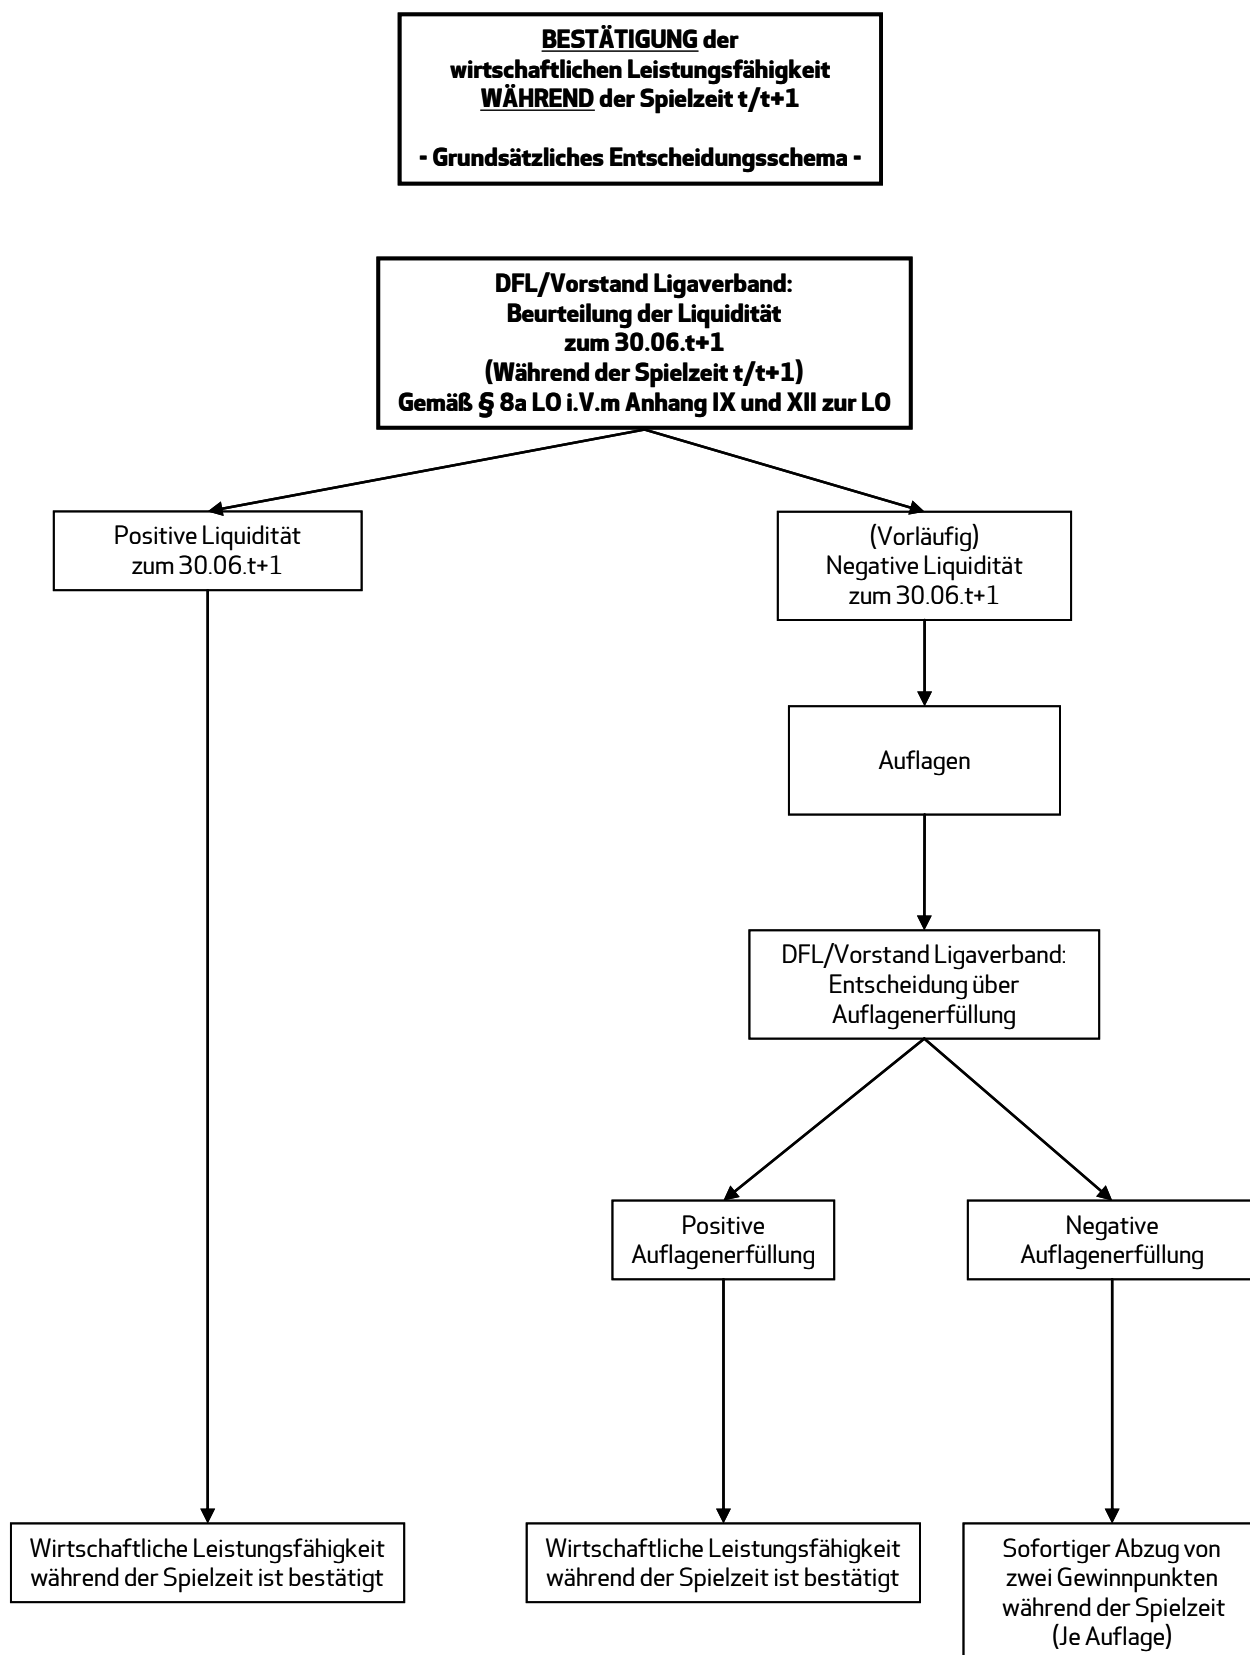 BESTÄTIGUNG der
wirtschaftlichen Leistungsfähigkeit
WÄHREND der Spielzeit t/t+1
- Grundsätzliches Entscheidungsschema -
DFL/Vorstand Ligaverband:
Beurteilung der Liquidität
zum 30.06.t+1
(Während der Spielzeit t/t+1)
Gemäß § 8a LO i.V.m Anhang IX und XII zur LO
Positive Liquidität
zum 30.06.t+1
(Vorläufig)
Negative Liquidität
zum 30.06.t+1
Auflagen
DFL/Vorstand Ligaverband:
Entscheidung über
Auflagenerfüllung
Positive
Auflagenerfüllung
Negative
Auflagenerfüllung
Wirtschaftliche Leistungsfähigkeit
während der Spielzeit ist bestätigt
Wirtschaftliche Leistungsfähigkeit
während der Spielzeit ist bestätigt
Sofortiger Abzug von
zwei Gewinnpunkten
während der Spielzeit
(Je Auflage)